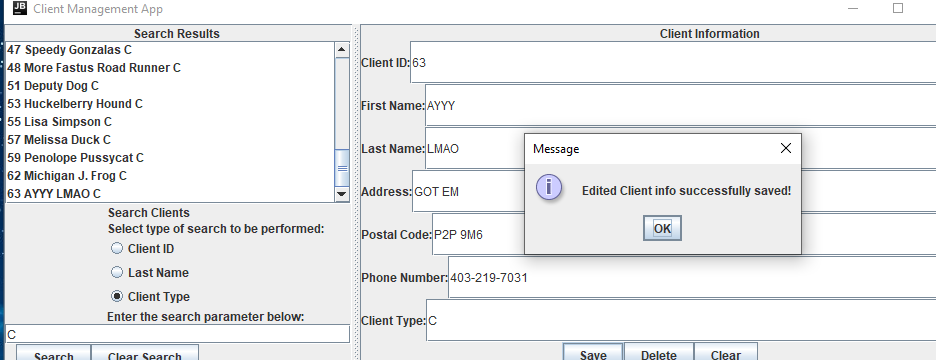 JB
Client Management App
Search Results
47 Speedy Gonzalas C
48 More Fastus Road Runner C
51 Deputy Dog C
53 Huckelberry Hound C
55 Lisa Simpson C
57 Melissa Duck C
59 Penolope Pussycat C
62 Michigan J. Frog C
63 AYYY LMAO C
Search Clients
Select type of search to be performed:
Client ID
Last Name
Client Type
Enter the search parameter below:
C
Search Clear Search
Client Information
Client ID: 63
First Name: AYYY
Last Name: LMAO
Address: GOT EM
Postal Code: P2P 9M6
Phone Number: 403-219-7031
Client Type: C
Save Delete Clear
Message
Edited Client info successfully saved!
OK